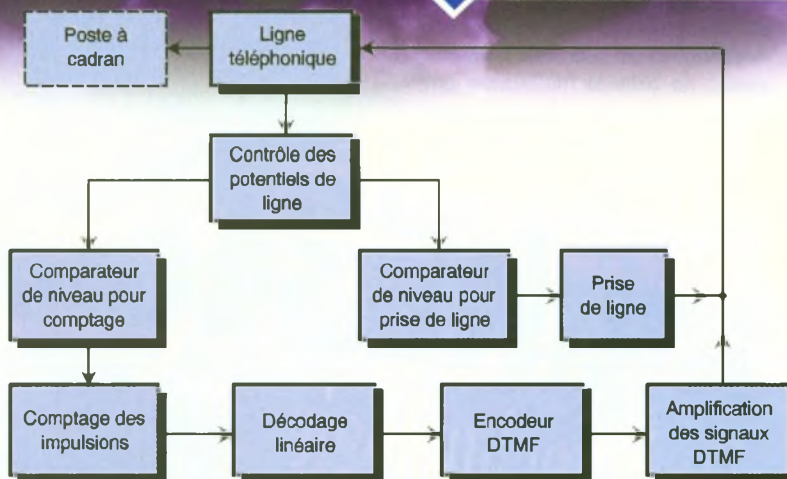 Poste à
cadran
Ligne
téléphonique
Contrôle des
potentiels de
ligne
Comparateur
de niveau pour
comptage
Comparateur
de niveau pour
prise de ligne
Prise
de ligne
Comptage des
impulsions
Décodage
linéaire
Encodeur
DTMF
Amplification
des signaux
DTMF